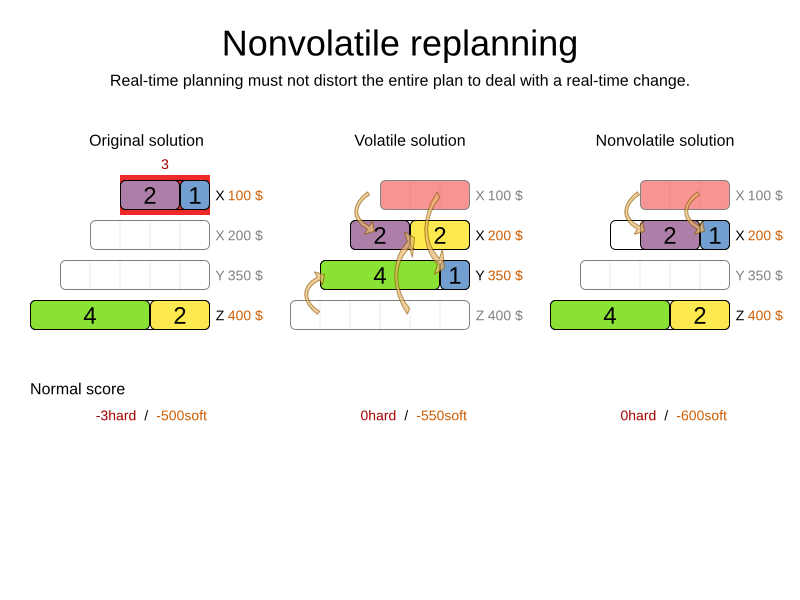 Nonvolatile replanning
Real-time planning must not distort the entire plan to deal with a real-time change.
Original solution
3
2 1 X 100 $
X 200 $
Y 350 $
4 2 Z 400 $
Volatile solution
X 100 $
2 2 X 200 $
4 1 Y 350 $
Z 400 $
Nonvolatile solution
X 100 $
2 1 X 200 $
Y 350 $
4 2 Z 400 $
Normal score
-3hard / -500soft
0hard / -550soft
0hard / -600soft